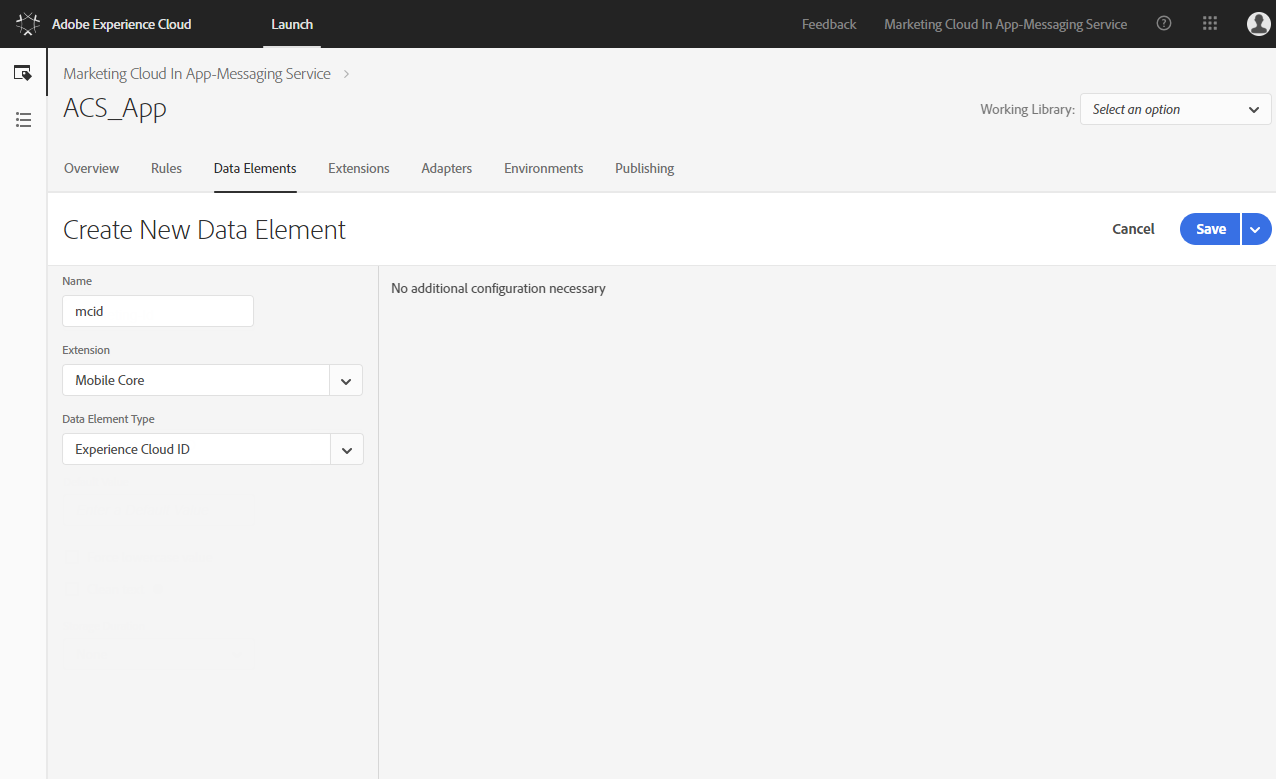 Adobe Experience Cloud
Launch
Feedback
Marketing Cloud In App-Messaging Service
Marketing Cloud In App-Messaging Service
ACS_App
Working Library:
Select an option
Overview
Rules
Data Elements
Extensions
Adapters
Environments
Publishing
Create New Data Element
Cancel
Save
Name
mcid
Extension
Mobile Core
Data Element Type
Experience Cloud ID
No additional configuration necessary